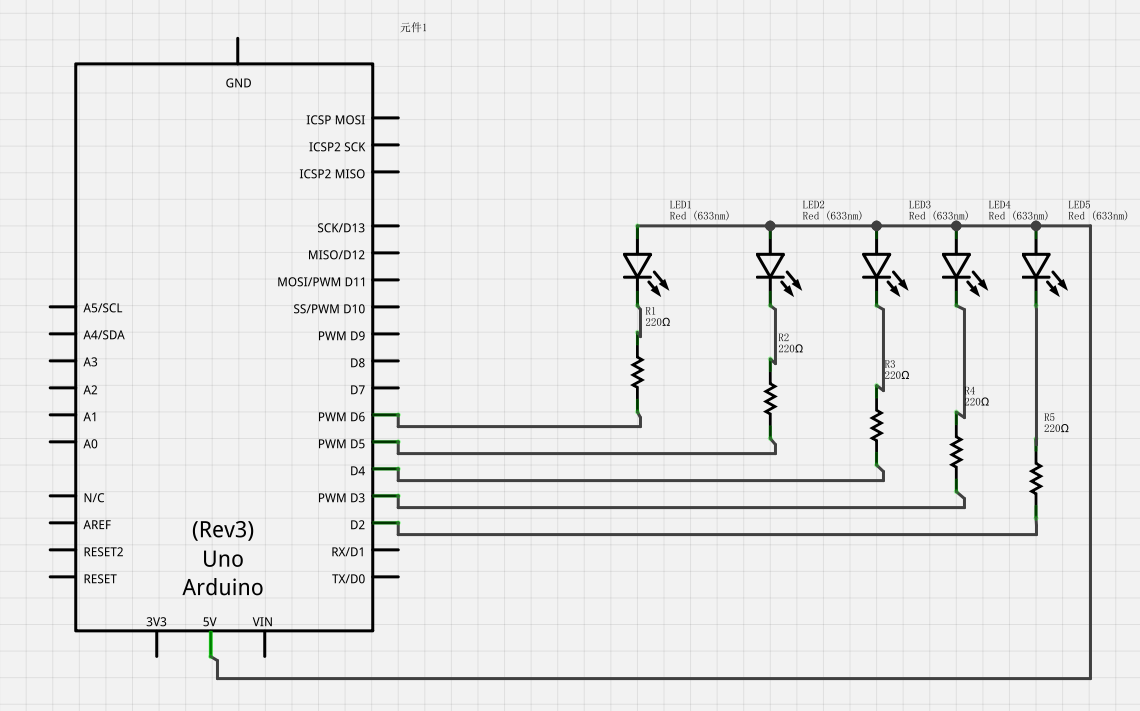 元件1
GND
ICSP MOSI
ICSP2 SCK
ICSP2 MISO
SCK/D13
MISO/D12
MOSI/PWM D11
SS/PWM D10
PWM D9
D8
D7
PWM D6
PWM D5
D4
PWM D3
D2
RX/D1
TX/D0
A5/SCL
A4/SDA
A3
A2
A1
A0
N/C
AREF
RESET2
RESET
(Rev3)
Uno
Arduino
3V3
5V
VIN
LED1
Red (633nm)
LED2
Red (633nm)
LED3
Red (633nm)
LED4
Red (633nm)
LED5
Red (633nm)
R1
220Ω
R2
220Ω
R3
220Ω
R4
220Ω
R5
220Ω